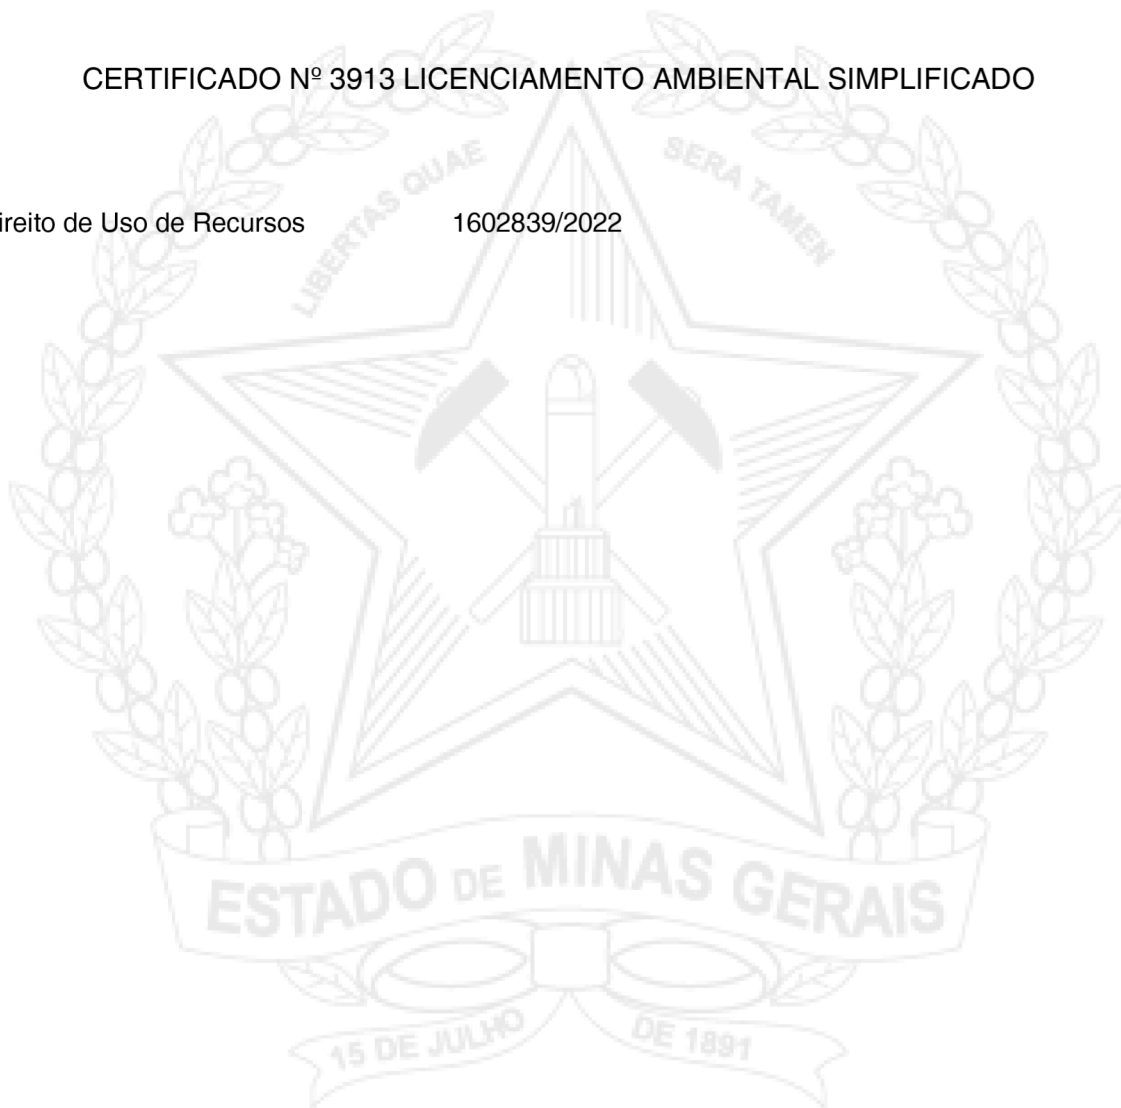 CERTIFICADO Nº 3913 LICENCIAMENTO AMBIENTAL SIMPLIFICADO
LIBERTAS QUAE SERA TAMEN
ireito de Uso de Recursos 1602839/2022
ESTADO DE MINAS GERAIS
15 DE JULHO DE 1891